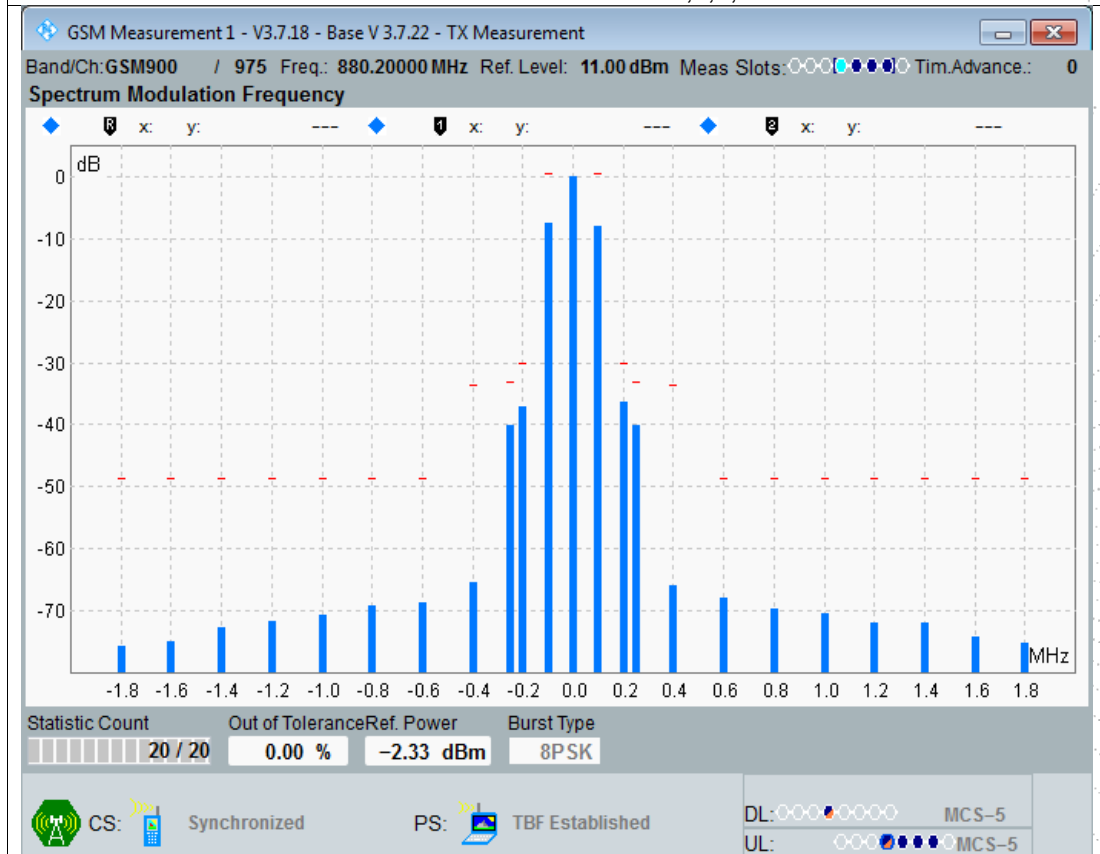 GSM Measurement 1 - V3.7.18 - Base V 3.7.22 - TX Measurement
Band/Ch:GSM900 / 975 Freq.: 880.20000 MHz Ref. Level: 11.00 dBm Meas Slots: Tim.Advance.: 0
Spectrum Modulation Frequency
R x: y: --- 1 x: y: --- 2 x: y: ---
dB
0
-10
-20
-30
-40
-50
-60
-70
MHz
-1.8 -1.6 -1.4 -1.2 -1.0 -0.8 -0.6 -0.4 -0.2 0.0 0.2 0.4 0.6 0.8 1.0 1.2 1.4 1.6 1.8
Statistic Count Out of Tolerance Ref. Power Burst Type
20 / 20 0.00 % −2.33 dBm 8PSK
CS: Synchronized PS: TBF Established
DL: MCS−5
UL: MCS−5